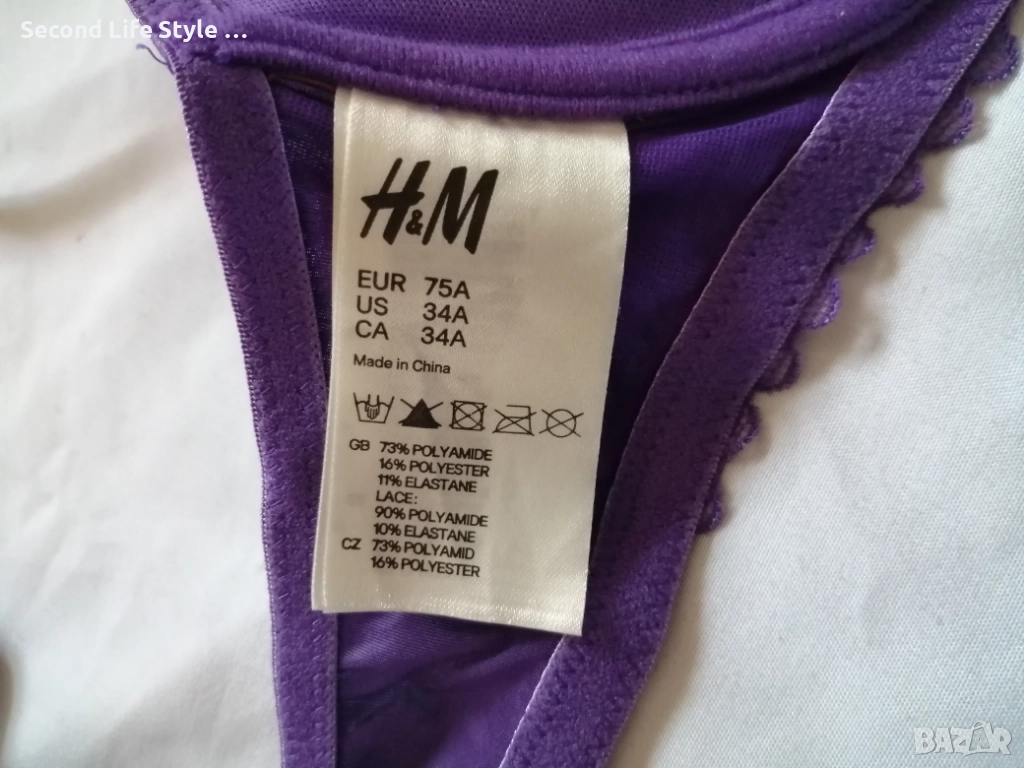 Second Life Style ...
H&M
EUR 75A
US 34A
CA 34A
Made in China
GB 73% POLYAMIDE
16% POLYESTER
11% ELASTANE
LACE:
90% POLYAMIDE
10% ELASTANE
CZ 73% POLYAMID
16% POLYESTER
BAZAR